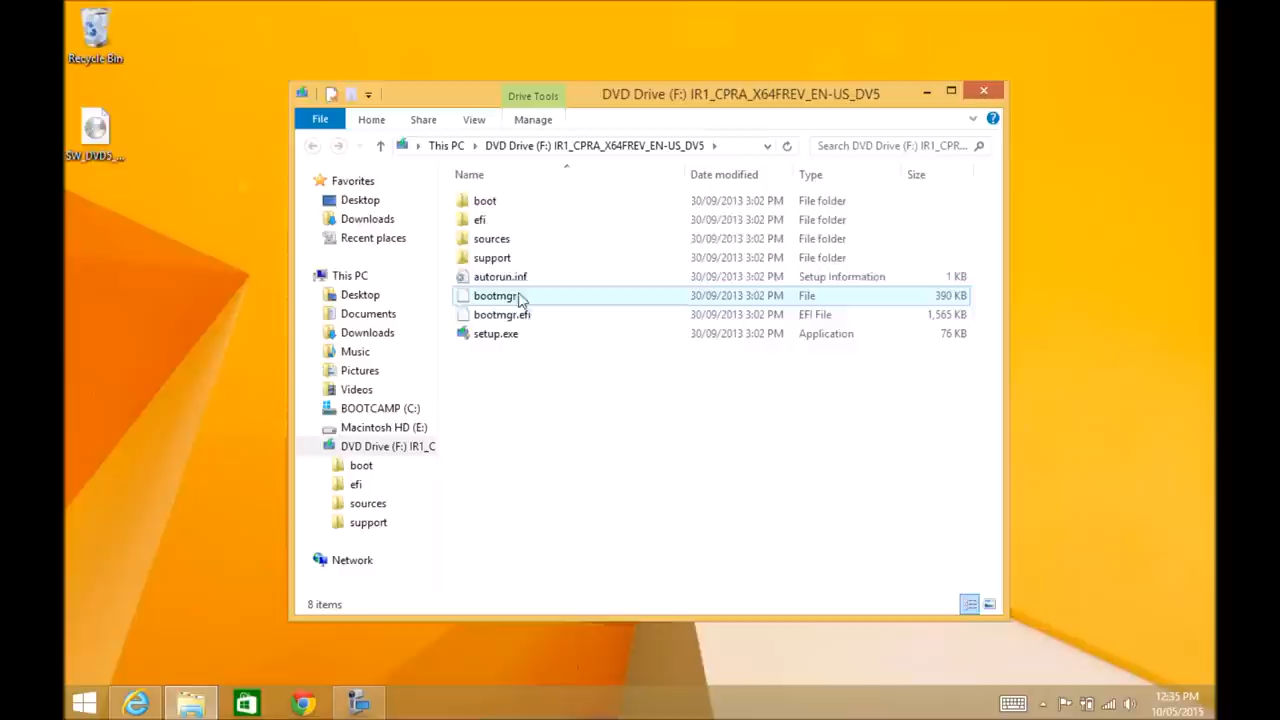 Recycle Bin
SW_DVD5_...
Drive Tools
DVD Drive (F:) IR1_CPRA_X64FREV_EN-US_DV5
File Home Share View Manage
This PC DVD Drive (F:) IR1_CPRA_X64FREV_EN-US_DV5
Search DVD Drive (F:) IR1_CPR...
Favorites
Desktop
Downloads
Recent places
This PC
Desktop
Documents
Downloads
Music
Pictures
Videos
BOOTCAMP (C:)
Macintosh HD (E:)
DVD Drive (F:) IR1_C
boot
efi
sources
support
Network
Name Date modified Type Size
boot 30/09/2013 3:02 PM File folder
efi 30/09/2013 3:02 PM File folder
sources 30/09/2013 3:02 PM File folder
support 30/09/2013 3:02 PM File folder
autorun.inf 30/09/2013 3:02 PM Setup Information 1 KB
bootmgr 30/09/2013 3:02 PM File 390 KB
bootmgr.efi 30/09/2013 3:02 PM EFI File 1,565 KB
setup.exe 30/09/2013 3:02 PM Application 76 KB
8 items
12:35 PM
10/05/2015